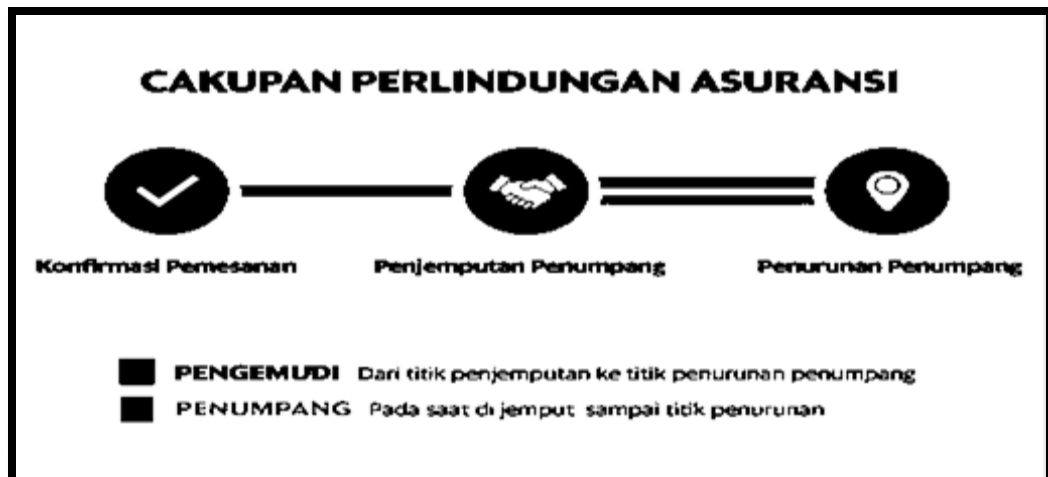 CAKUPAN PERLINDUNGAN ASURANSI
Konfirmasi Pemesanan
Penjemputan Penumpang
Penurunan Penumpang
PENGEMUDI Dari titik penjemputan ke titik penurunan penumpang
PENUMPANG Pada saat di jemput sampai titik penurunan